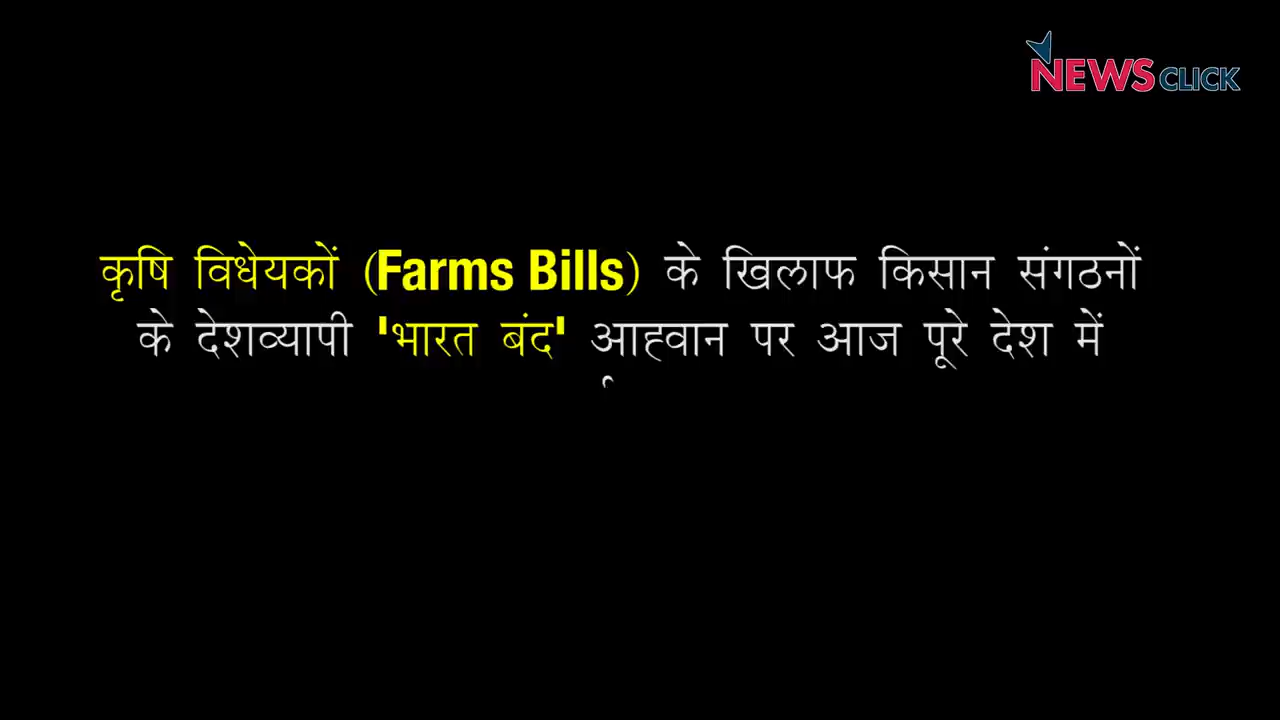 NEWSCLICK
कृषि विधेयकों (Farms Bills) के खिलाफ किसान संगठनों
के देशव्यापी 'भारत बंद' आह्वान पर आज पूरे देश में